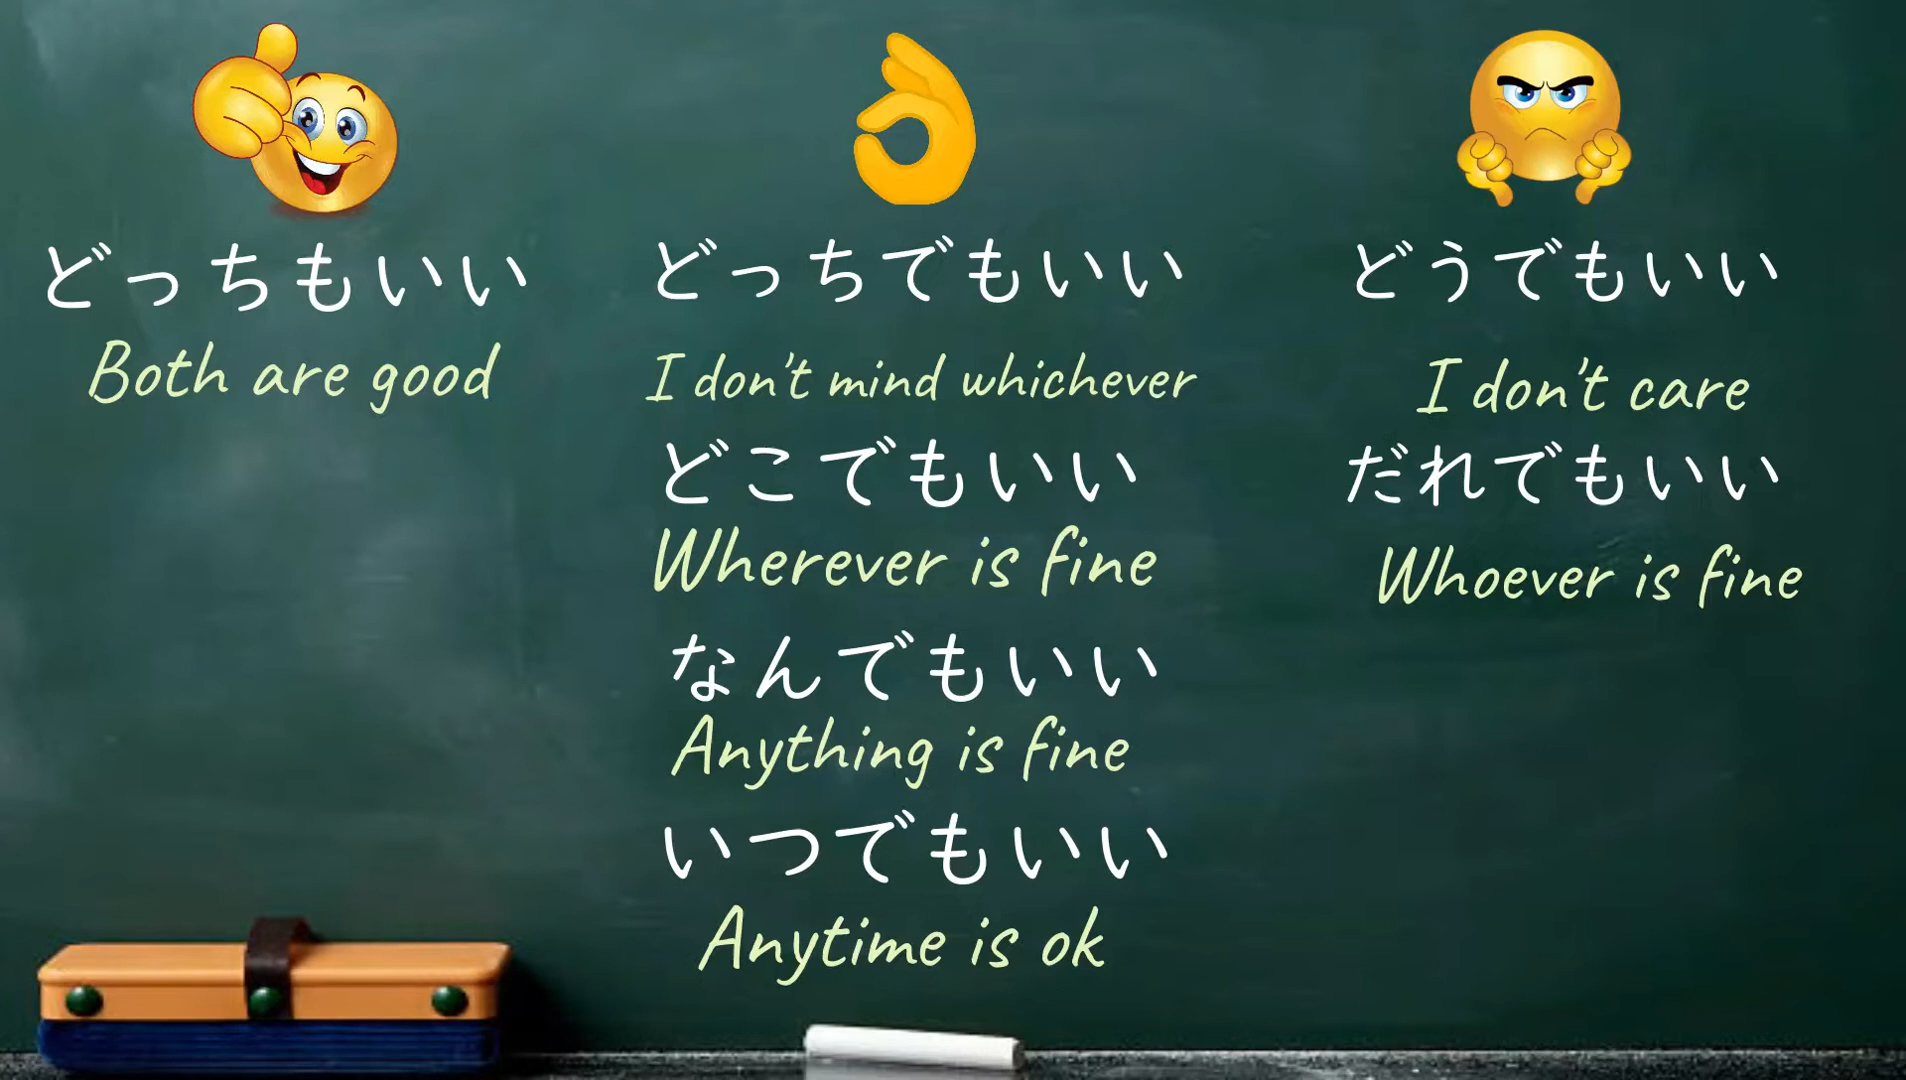 どっちもいい
Both are good
どっちでもいい
I don't mind whichever
どこでもいい
Wherever is fine
なんでもいい
Anything is fine
いつでもいい
Anytime is ok
どうでもいい
I don't care
だれでもいい
Whoever is fine